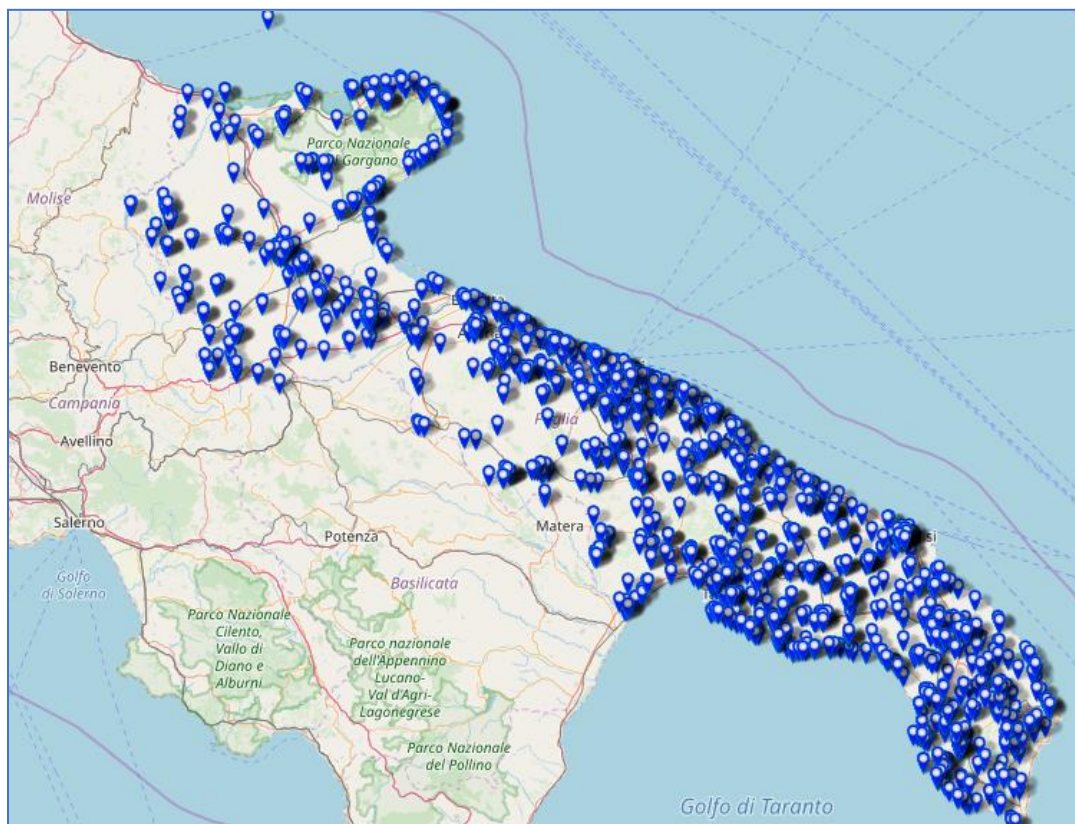 Parco Nazionale
Gargano
Molise
Benevento
Campania
Avellino
Salerno
Matera
Potenza
Golfo
di Salerno
Basilicata
Parco Nazionale
Cilento,
Vallo di
Diano e
Alburni
Parco nazionale
dell'Appennino
Lucano-
Val d'Agri-
Lagonegrese
Parco Nazionale
del Pollino
Golfo di Taranto